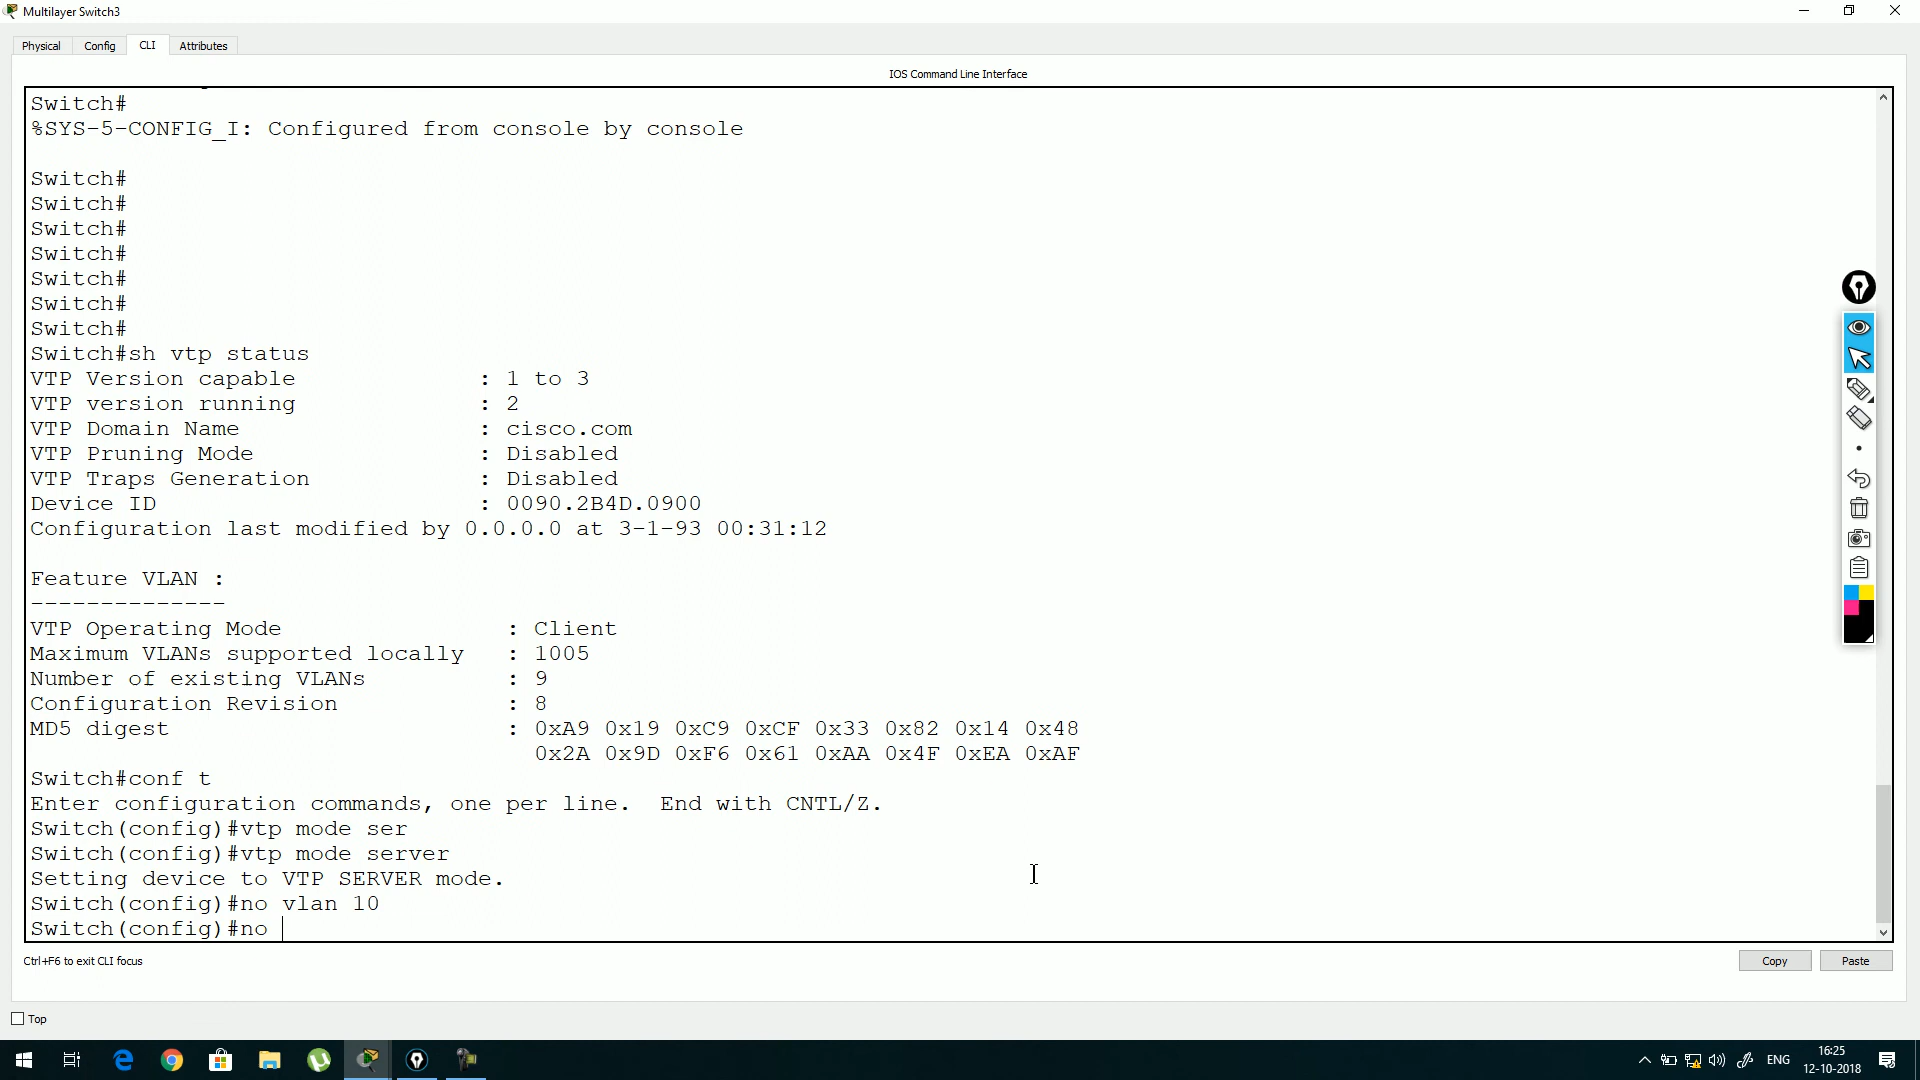 Multilayer Switch3
Physical
Config
CLI
Attributes
IOS Command Line Interface
Switch#
%SYS-5-CONFIG_I: Configured from console by console
Switch#
Switch#
Switch#
Switch#
Switch#
Switch#
Switch#
Switch#sh vtp status
VTP Version capable : 1 to 3
VTP version running : 2
VTP Domain Name : cisco.com
VTP Pruning Mode : Disabled
VTP Traps Generation : Disabled
Device ID : 0090.2B4D.0900
Configuration last modified by 0.0.0.0 at 3-1-93 00:31:12
Feature VLAN :
--------------
VTP Operating Mode : Client
Maximum VLANs supported locally : 1005
Number of existing VLANs : 9
Configuration Revision : 8
MD5 digest : 0xA9 0x19 0xC9 0xCF 0x33 0x82 0x14 0x48
0x2A 0x9D 0xF6 0x61 0xAA 0x4F 0xEA 0xAF
Switch#conf t
Enter configuration commands, one per line. End with CNTL/Z.
Switch(config)#vtp mode ser
Switch(config)#vtp mode server
Setting device to VTP SERVER mode.
Switch(config)#no vlan 10
Switch(config)#no
Ctrl+F6 to exit CLI focus
Copy
Paste
Top
ENG
16:25
12-10-2018